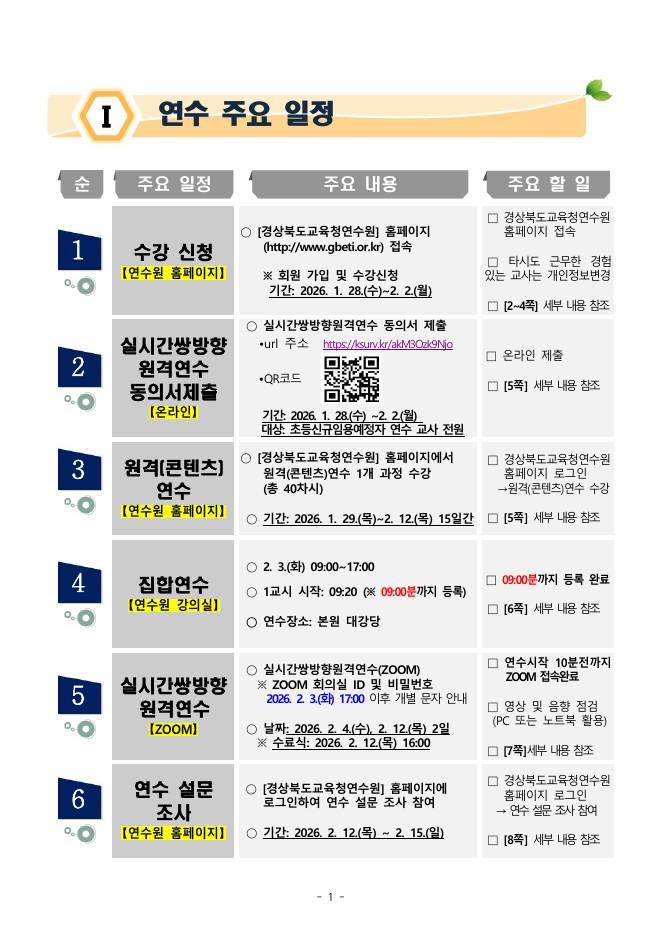 I 연수 주요 일정
순 주요 일정 주요 내용 주요 할 일
1
수강 신청
【연수원 홈페이지】
○ [경상북도교육청연수원] 홈페이지
(http://www.gbeti.or.kr) 접속
※ 회원 가입 및 수강신청
기간: 2026. 1. 28.(수)~2. 2.(월)
□ 경상북도교육청연수원
홈페이지 접속
□ 타시도 근무한 경험
있는 교사는 개인정보변경
□ [2~4쪽] 세부 내용 참조
2
실시간쌍방향
원격연수
동의서제출
【온라인】
○ 실시간쌍방향원격연수 동의서 제출
•url 주소 https://ksurv.kr/akM3Ozk9Njo
•QR코드
기간: 2026. 1. 28.(수) ~2. 2.(월)
대상: 초등신규임용예정자 연수 교사 전원
□ 온라인 제출
□ [5쪽] 세부 내용 참조
3
원격(콘텐츠)
연수
【연수원 홈페이지】
○ [경상북도교육청연수원] 홈페이지에서
원격(콘텐츠)연수 1개 과정 수강
(총 40차시)
○ 기간: 2026. 1. 29.(목)~2. 12.(목) 15일간
□ 경상북도교육청연수원
홈페이지 로그인
→원격(콘텐츠)연수 수강
□ [5쪽] 세부 내용 참조
4
집합연수
【연수원 강의실】
○ 2. 3.(화) 09:00~17:00
○ 1교시 시작: 09:20 (※ 09:00분까지 등록)
○ 연수장소: 본원 대강당
□ 09:00분까지 등록 완료
□ [6쪽] 세부 내용 참조
5
실시간쌍방향
원격연수
【ZOOM】
○ 실시간쌍방향원격연수(ZOOM)
※ ZOOM 회의실 ID 및 비밀번호
2026. 2. 3.(화) 17:00 이후 개별 문자 안내
○ 날짜: 2026. 2. 4.(수), 2. 12.(목) 2일
※ 수료식: 2026. 2. 12.(목) 16:00
□ 연수시작 10분전까지
ZOOM 접속완료
□ 영상 및 음향 점검
(PC 또는 노트북 활용)
□ [7쪽]세부 내용 참조
6
연수 설문
조사
【연수원 홈페이지】
○ [경상북도교육청연수원] 홈페이지에
로그인하여 연수 설문 조사 참여
○ 기간: 2026. 2. 12.(목) ~ 2. 15.(일)
□ 경상북도교육청연수원
홈페이지 로그인
→ 연수 설문 조사 참여
□ [8쪽] 세부 내용 참조
- 1 -